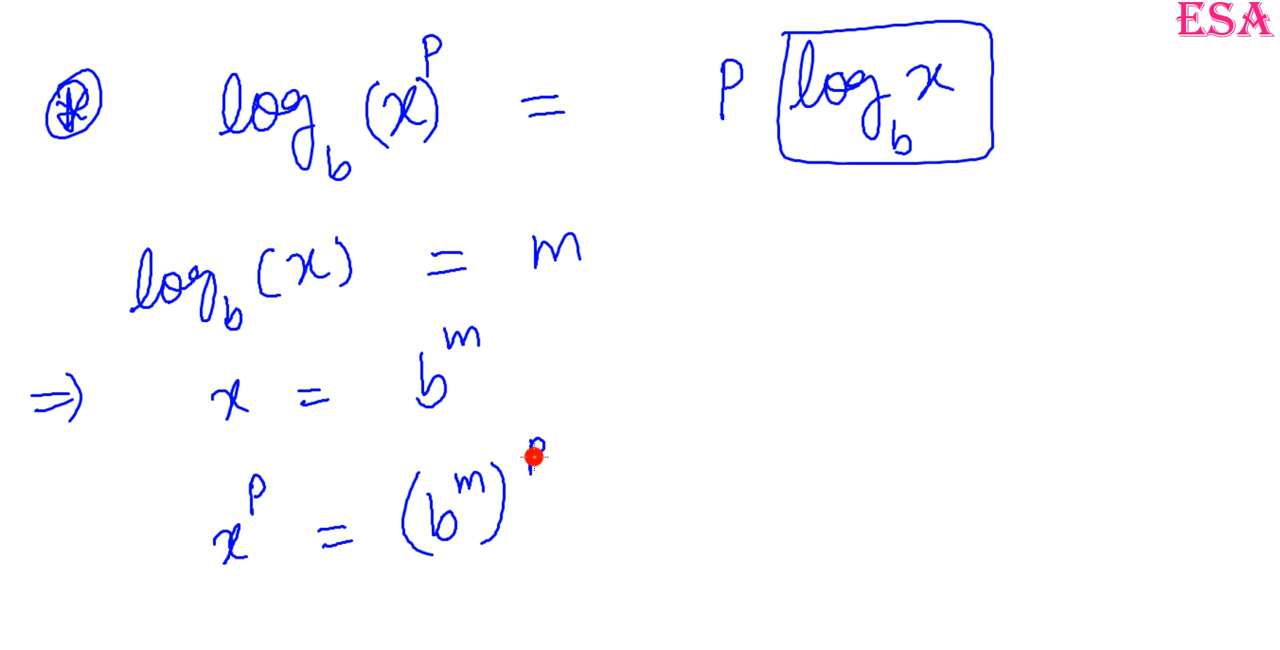 ESA
log_b (x)^P = P log_b x
log_b (x) = m
⇒ x = b^m
x^P = (b^m)^P